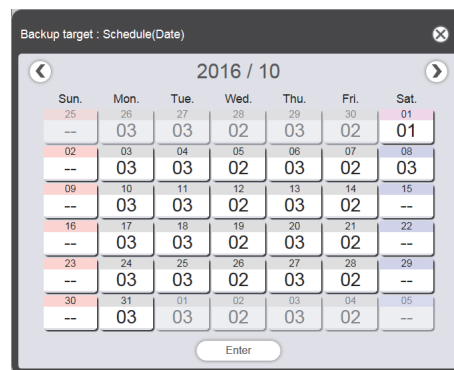 Backup target : Schedule(Date)
2016 / 10
Sun. Mon. Tue. Wed. Thu. Fri. Sat.
25 26 27 28 29 30 01
-- 03 03 02 03 02 01
02 03 04 05 06 07 08
-- 03 03 02 03 02 03
09 10 11 12 13 14 15
-- 03 03 02 03 02 --
16 17 18 19 20 21 22
-- 03 03 02 03 02 --
23 24 25 26 27 28 29
-- 03 03 02 03 02 --
30 31 01 02 03 04 05
-- 03 03 02 03 02 --
Enter